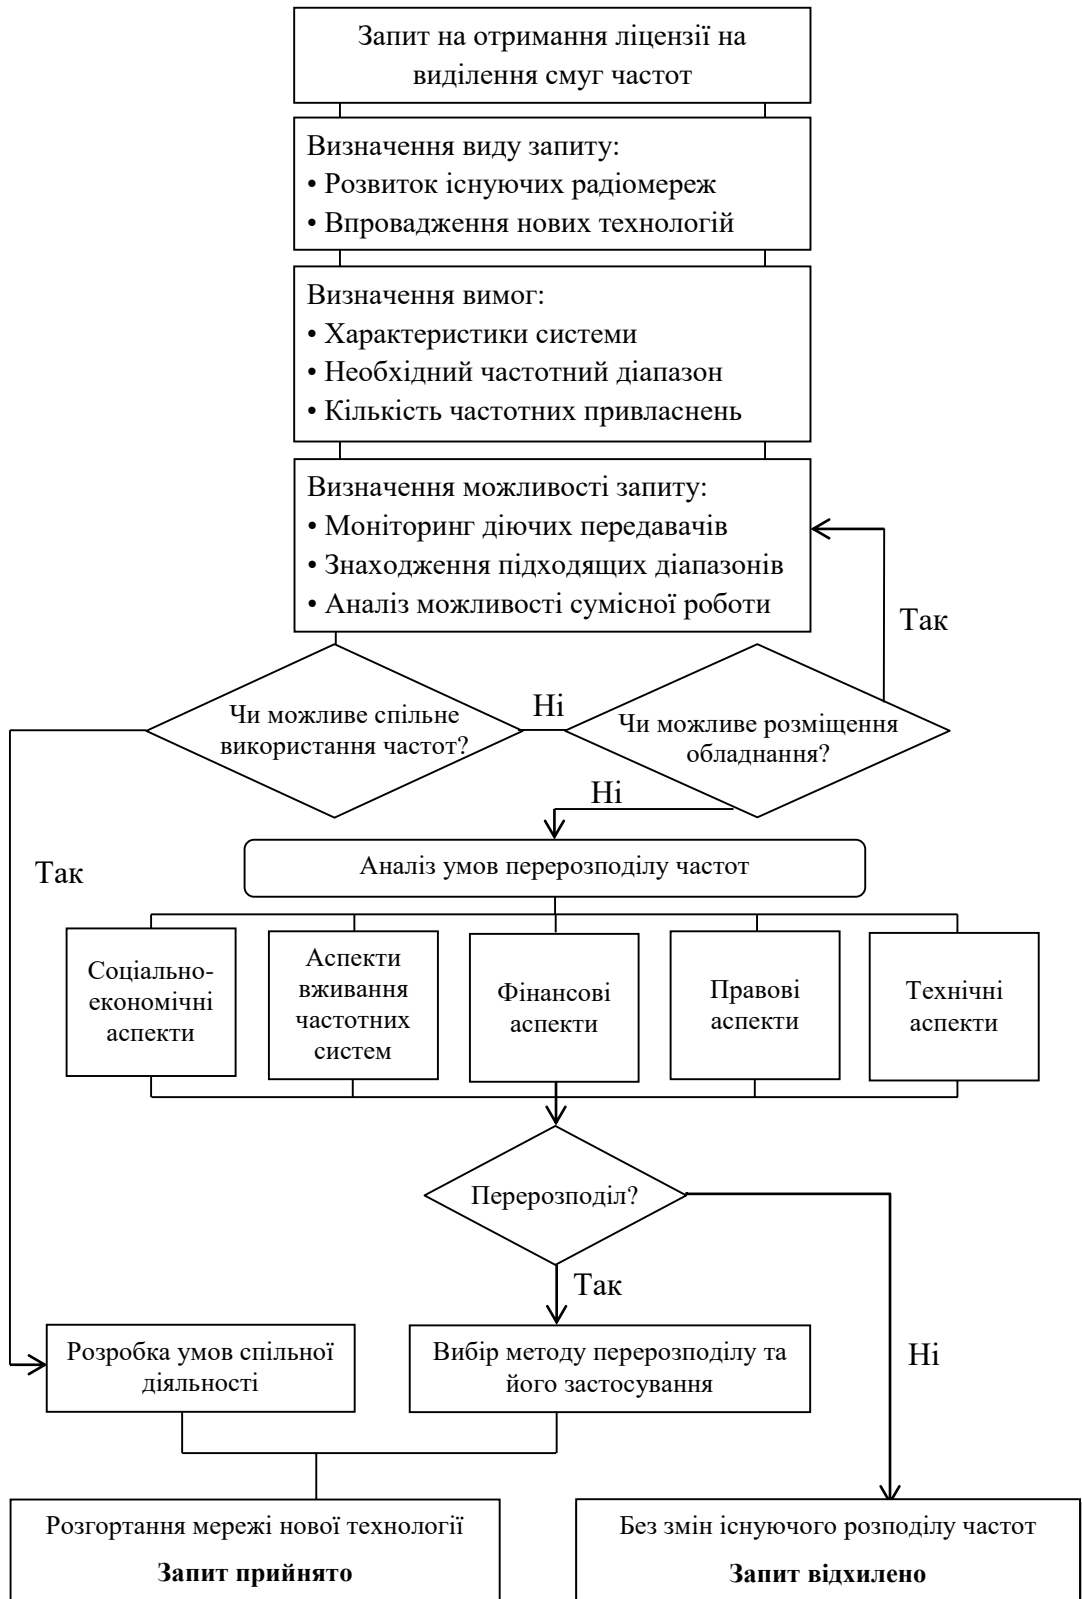 Запит на отримання ліцензії на
виділення смуг частот
Визначення виду запиту:
• Розвиток існуючих радіомереж
• Впровадження нових технологій
Визначення вимог:
• Характеристики системи
• Необхідний частотний діапазон
• Кількість частотних привласнень
Визначення можливості запиту:
• Моніторинг діючих передавачів
• Знаходження підходящих діапазонів
• Аналіз можливості сумісної роботи
Так
Чи можливе спільне
використання частот?
Ні
Чи можливе розміщення
обладнання?
Ні
Так
Аналіз умов перерозподілу частот
Соціально-
економічні
аспекти
Аспекти
вживання
частотних
систем
Фінансові
аспекти
Правові
аспекти
Технічні
аспекти
Перерозподіл?
Так
Ні
Розробка умов спільної
діяльності
Вибір методу перерозподілу та
його застосування
Розгортання мережі нової технології
Запит прийнято
Без змін існуючого розподілу частот
Запит відхилено